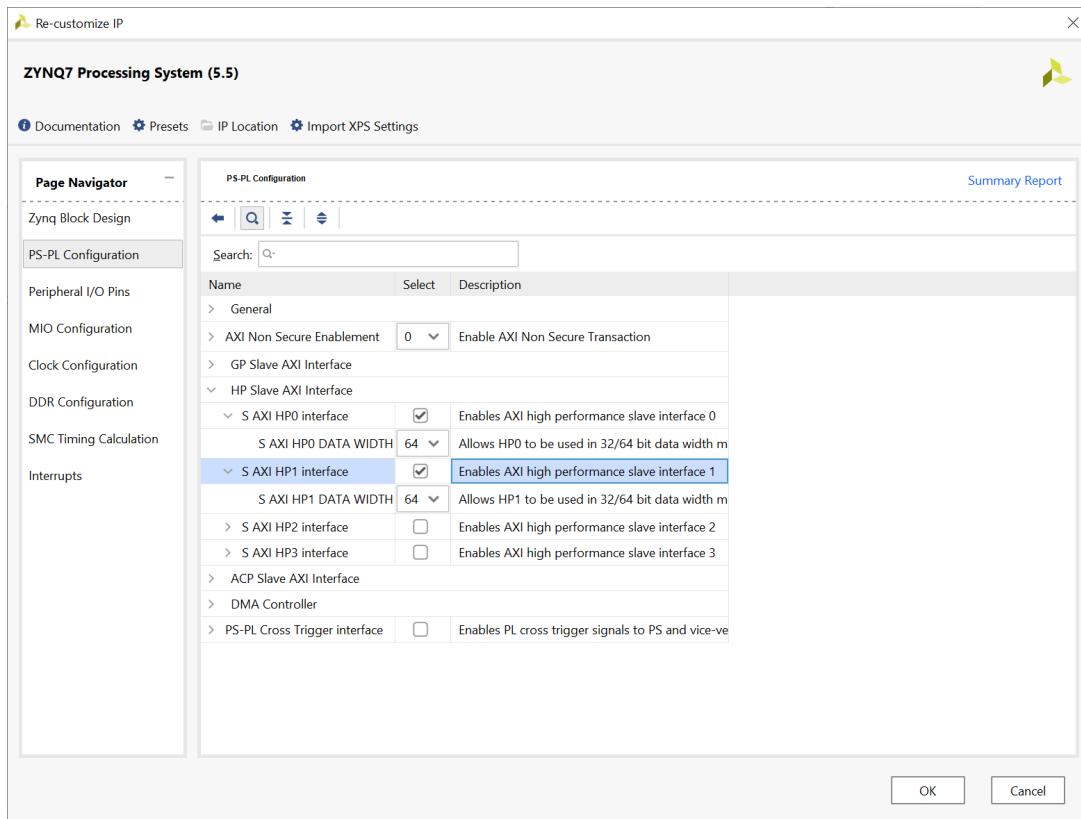 Re-customize IP
ZYNQ7 Processing System (5.5)
Documentation Presets IP Location Import XPS Settings
Page Navigator
Zynq Block Design
PS-PL Configuration
Peripheral I/O Pins
MIO Configuration
Clock Configuration
DDR Configuration
SMC Timing Calculation
Interrupts
PS-PL Configuration Summary Report
Search:
Name Select Description
General
AXI Non Secure Enablement 0 Enable AXI Non Secure Transaction
GP Slave AXI Interface
HP Slave AXI Interface
S AXI HP0 interface Enables AXI high performance slave interface 0
S AXI HP0 DATA WIDTH 64 Allows HP0 to be used in 32/64 bit data width m
S AXI HP1 interface Enables AXI high performance slave interface 1
S AXI HP1 DATA WIDTH 64 Allows HP1 to be used in 32/64 bit data width m
S AXI HP2 interface Enables AXI high performance slave interface 2
S AXI HP3 interface Enables AXI high performance slave interface 3
ACP Slave AXI Interface
DMA Controller
PS-PL Cross Trigger interface Enables PL cross trigger signals to PS and vice-ve
OK Cancel